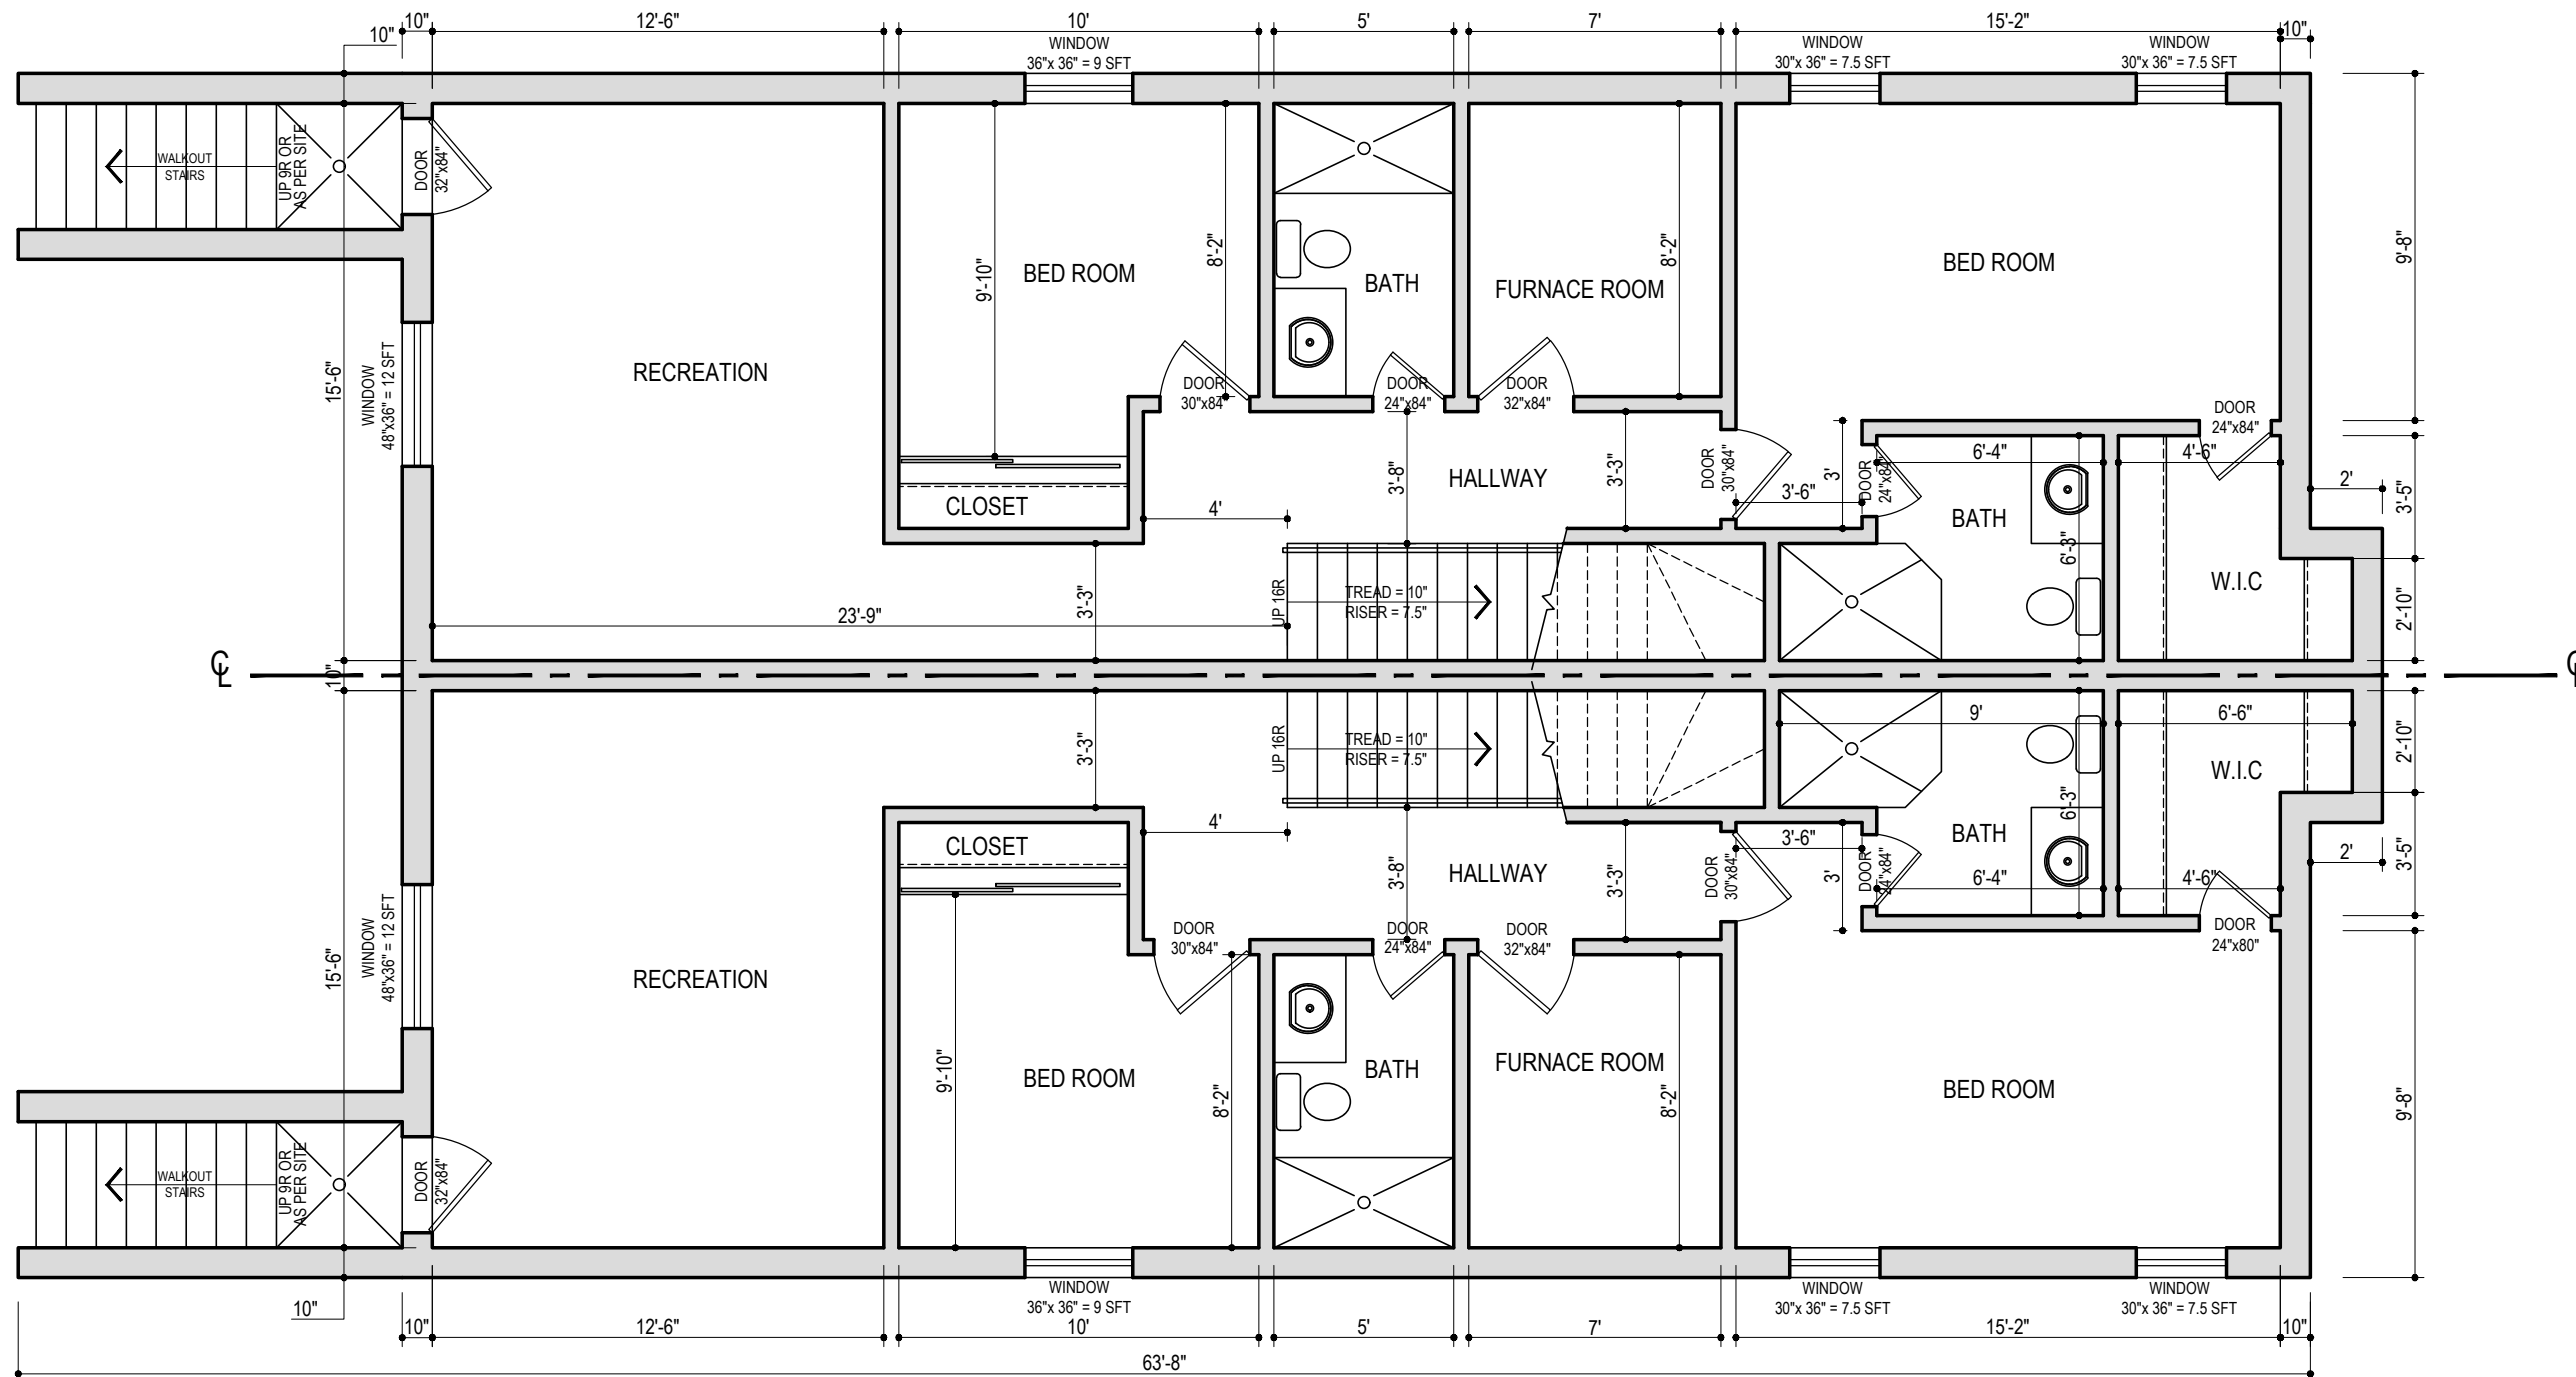 10" 12'-6" 10' 5' 7' 15'-2" 10"
10"
WINDOW
36"x 36" = 9 SFT
WINDOW
30"x 36" = 7.5 SFT
WINDOW
30"x 36" = 7.5 SFT
WALKOUT
STAIRS
UP 9R OR
AS PER SITE
DOOR
32"x84"
9'-10"
8'-2"
BED ROOM
BATH
8'-2"
FURNACE ROOM
BED ROOM
9'-8"
15'-6"
WINDOW
48"x36" = 12 SFT
RECREATION
DOOR
30"x84"
DOOR
24"x84"
DOOR
32"x84"
DOOR
24"x84"
CLOSET
4'
3'-8"
HALLWAY
3'-3"
DOOR
30"x84"
3'-6"
3'
DOOR
24"x84"
6'-4"
4'-6"
2'
3'-5"
BATH
6'-3"
W.I.C
2'-10"
23'-9"
3'-3"
UP 16R
TREAD = 10"
RISER = 7.5"
10"
℄
℄
3'-3"
UP 16R
TREAD = 10"
RISER = 7.5"
9'
6'-6"
2'-10"
W.I.C
CLOSET
4'
3'-8"
HALLWAY
3'-3"
DOOR
30"x84"
3'-6"
3'
DOOR
24"x84"
BATH
6'-3"
6'-4"
4'-6"
2'
3'-5"
DOOR
30"x84"
DOOR
24"x84"
DOOR
32"x84"
DOOR
24"x80"
15'-6"
WINDOW
48"x36" = 12 SFT
RECREATION
9'-10"
BED ROOM
8'-2"
BATH
FURNACE ROOM
8'-2"
BED ROOM
9'-8"
WALKOUT
STAIRS
UP 9R OR
AS PER SITE
DOOR
32"x84"
WINDOW
36"x 36" = 9 SFT
WINDOW
30"x 36" = 7.5 SFT
WINDOW
30"x 36" = 7.5 SFT
10"
10" 12'-6" 10' 5' 7' 15'-2" 10"
63'-8"